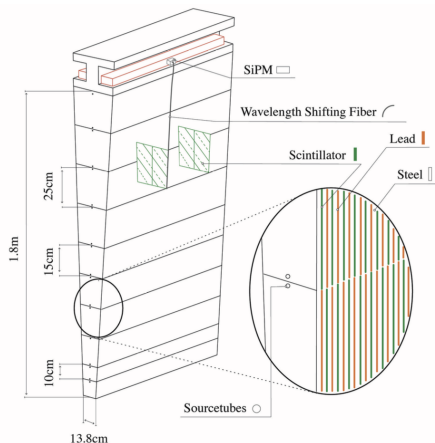 SiPM
Wavelength Shifting Fiber
Lead
Scintillator
Steel
25cm
1.8m
15cm
10cm
Sourcetubes
13.8cm